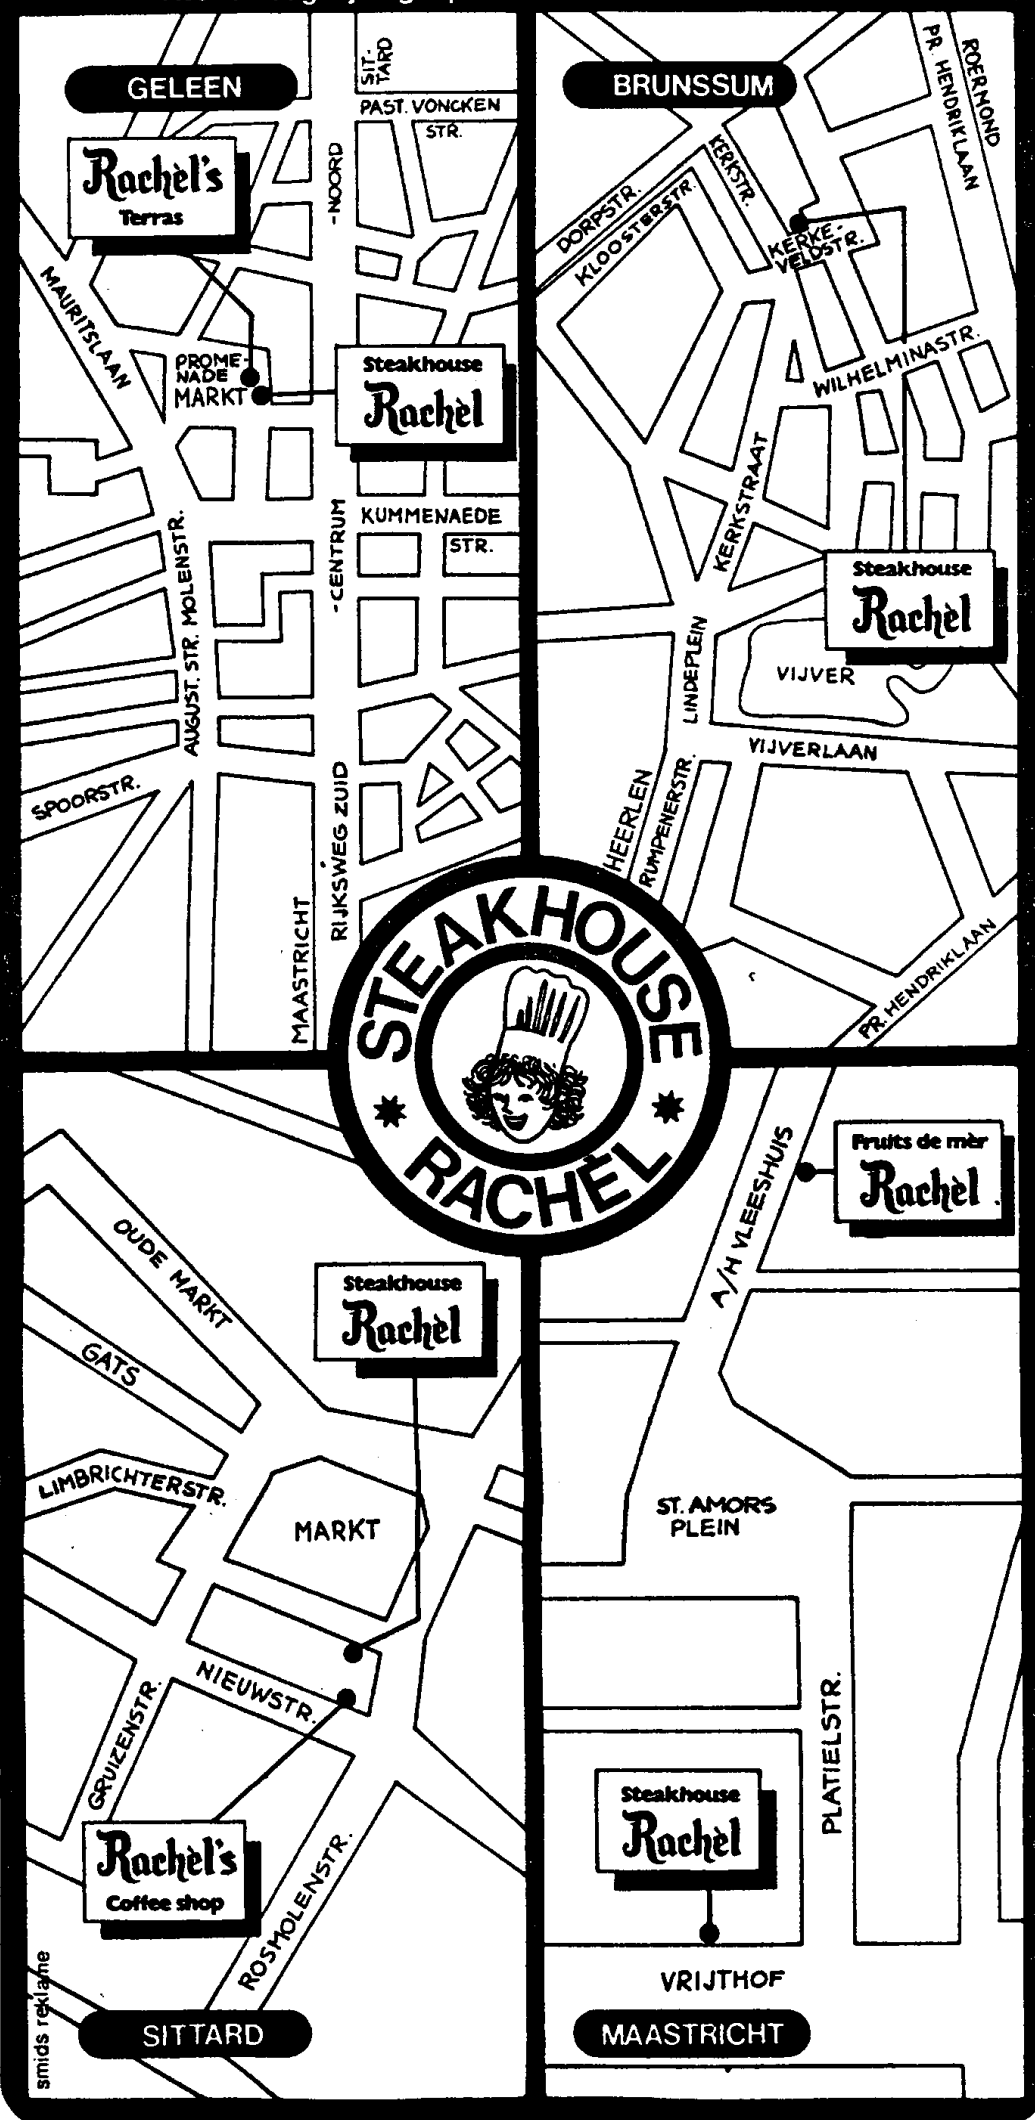 GELEEN
SIT-
TARD
PAST. VONCKEN
STR.
Rachèl's
Terras
-NOORD
MAURITSLAAN
PROME-
NADE
MARKT
Steakhouse
Rachèl
KUMMENAEDE
STR.
-CENTRUM
AUGUST. STR. MOLENSTR.
SPOORSTR.
RIJKSWEG ZUID
MAASTRICHT
BRUNSSUM
ROERMOND
PR. HENDRIKLAAN
KERKSTR.
DORPSTR.
KLOOSTERSTR.
KERKE-
VELDSTR.
WILHELMINASTR.
KERKSTRAAT
Steakhouse
Rachèl
LINDEPLEIN
VIJVER
VIJVERLAAN
HEERLEN
RUMPENERSTR.
PR. HENDRIKLAAN
STEAKHOUSE
RACHÈL
OUDE MARKT
GATS
LIMBRICHTERSTR.
Steakhouse
Rachèl
MARKT
NIEUWSTR.
GRUIZENSTR.
Rachèl's
Coffee shop
ROSMOLENSTR.
smids reklame
SITTARD
A/H VLEESHUIS
Fruits de mèr
Rachèl
ST. AMORS
PLEIN
PLATIELSTR.
Steakhouse
Rachèl
VRIJTHOF
MAASTRICHT